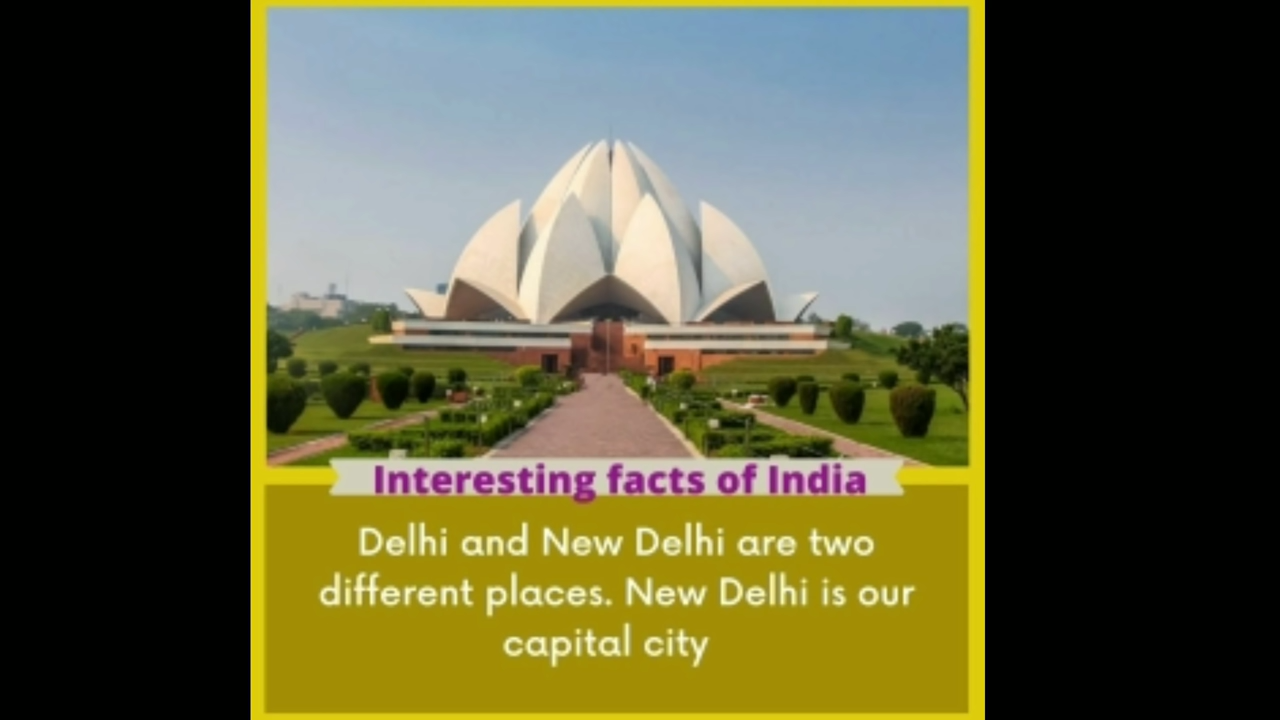 Interesting facts of India
Delhi and New Delhi are two
different places. New Delhi is our
capital city